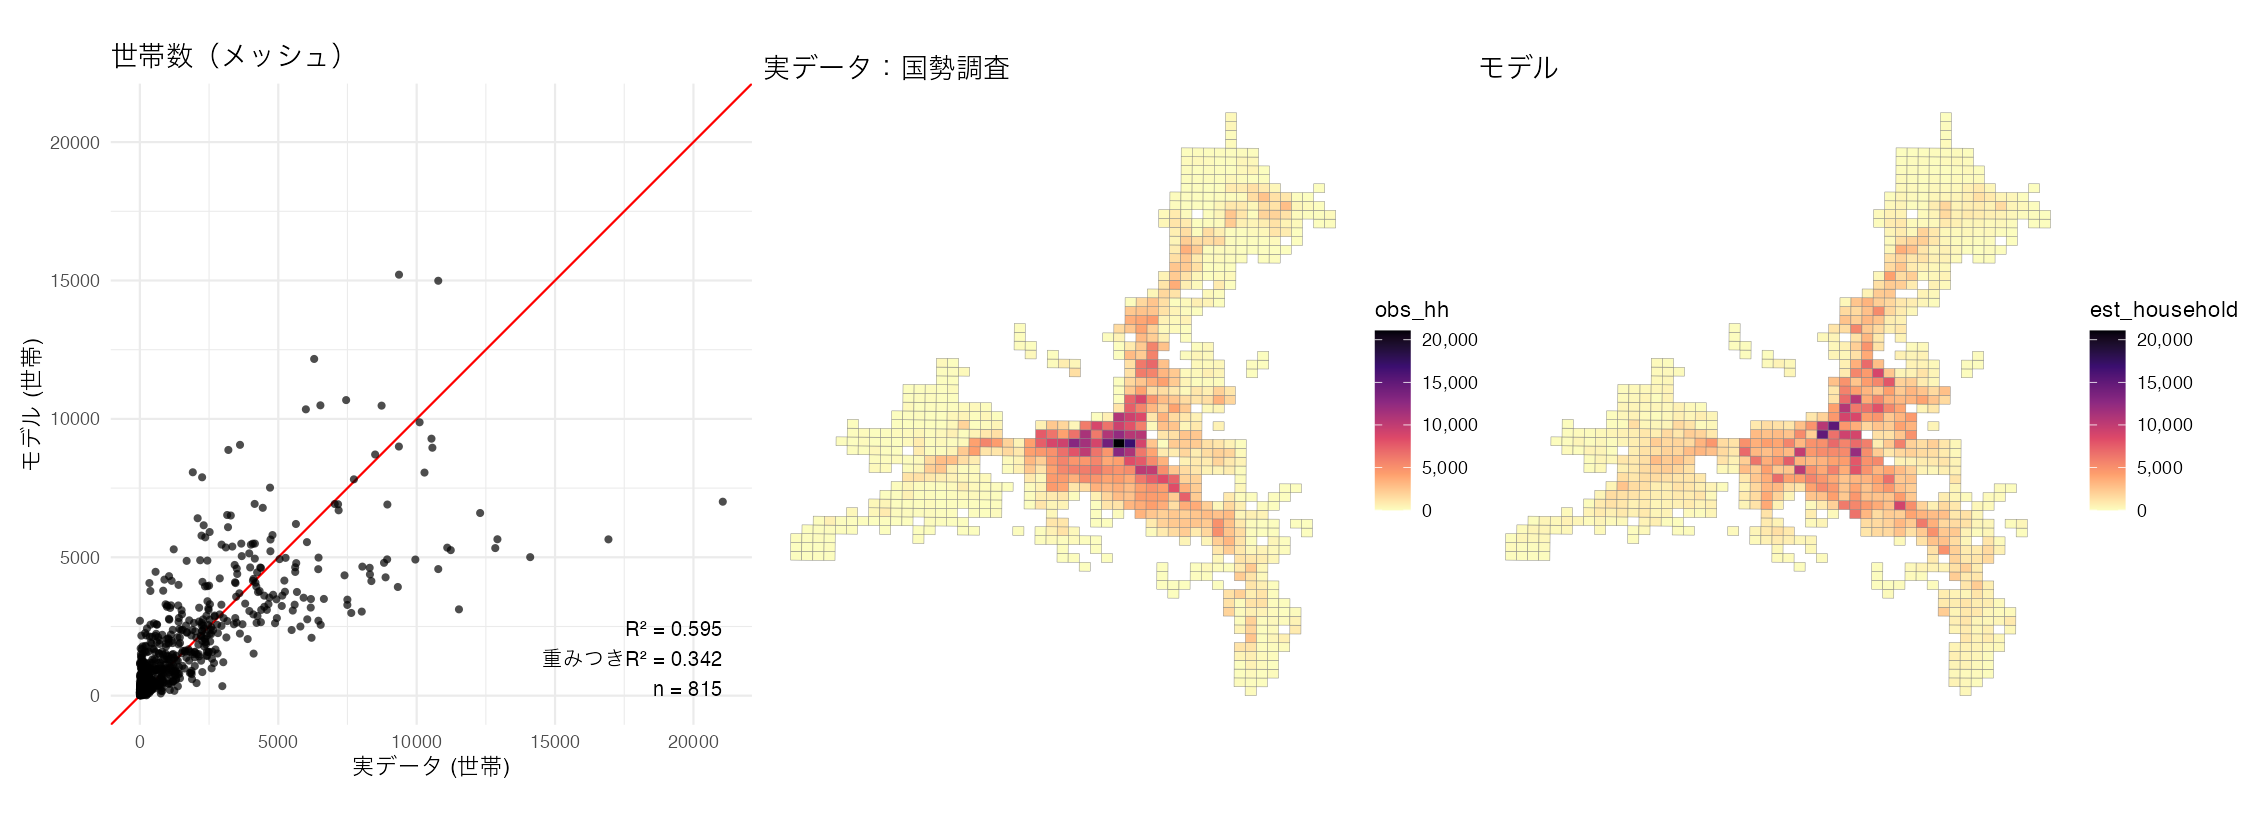 世帯数（メッシュ）
20000
15000
10000
5000
0
モデル (世帯)
0
5000
10000
15000
20000
実データ (世帯)
R² = 0.595
重みつきR² = 0.342
n = 815
実データ：国勢調査
obs_hh
20,000
15,000
10,000
5,000
0
モデル
est_household
20,000
15,000
10,000
5,000
0